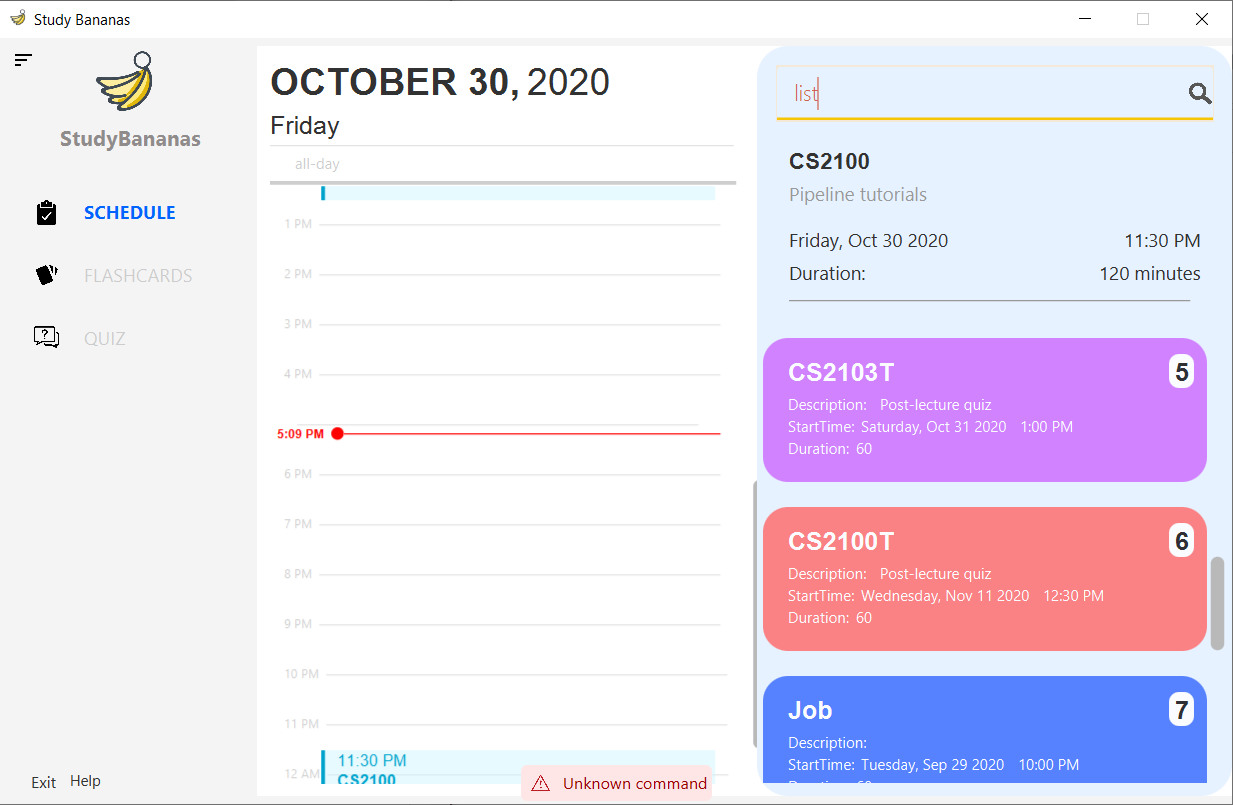 Study Bananas
StudyBananas
SCHEDULE
FLASHCARDS
QUIZ
Exit Help
OCTOBER 30, 2020
Friday
all-day
1 PM
2 PM
3 PM
4 PM
5:09 PM
6 PM
7 PM
8 PM
9 PM
10 PM
11 PM
11:30 PM
12 AM CS2100
Unknown command
list
CS2100
Pipeline tutorials
Friday, Oct 30 2020 11:30 PM
Duration: 120 minutes
CS2103T 5
Description: Post-lecture quiz
StartTime: Saturday, Oct 31 2020 1:00 PM
Duration: 60
CS2100T 6
Description: Post-lecture quiz
StartTime: Wednesday, Nov 11 2020 12:30 PM
Duration: 60
Job 7
Description:
StartTime: Tuesday, Sep 29 2020 10:00 PM